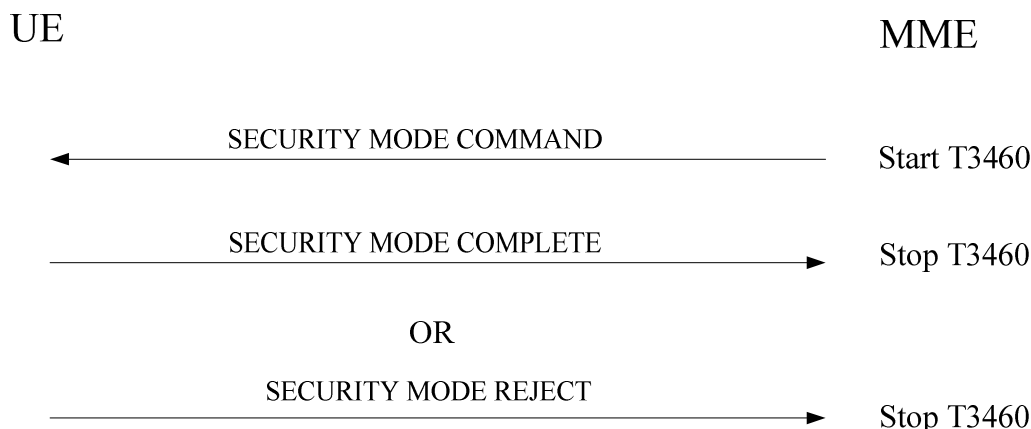 UE
MME
SECURITY MODE COMMAND
Start T3460
SECURITY MODE COMPLETE
Stop T3460
OR
SECURITY MODE REJECT
Stop T3460